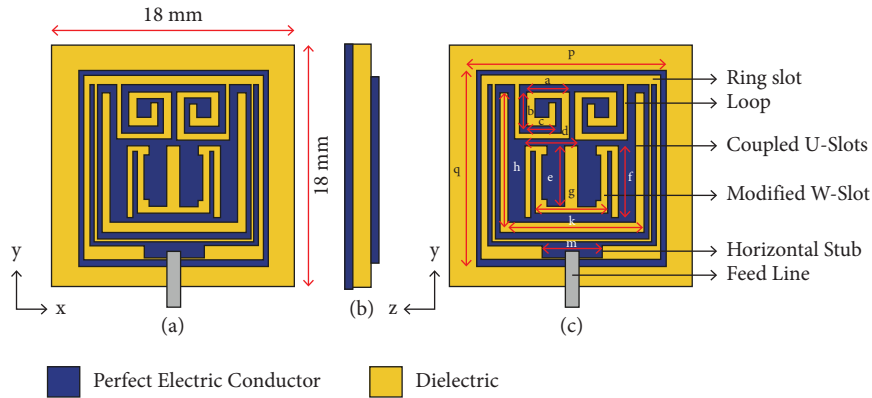 18 mm
18 mm
y
x
(a)
(b)
y
z
(c)
p
q
a
b
c
d
h
e
f
g
k
m
Ring slot
Loop
Coupled U-Slots
Modified W-Slot
Horizontal Stub
Feed Line
Perfect Electric Conductor
Dielectric